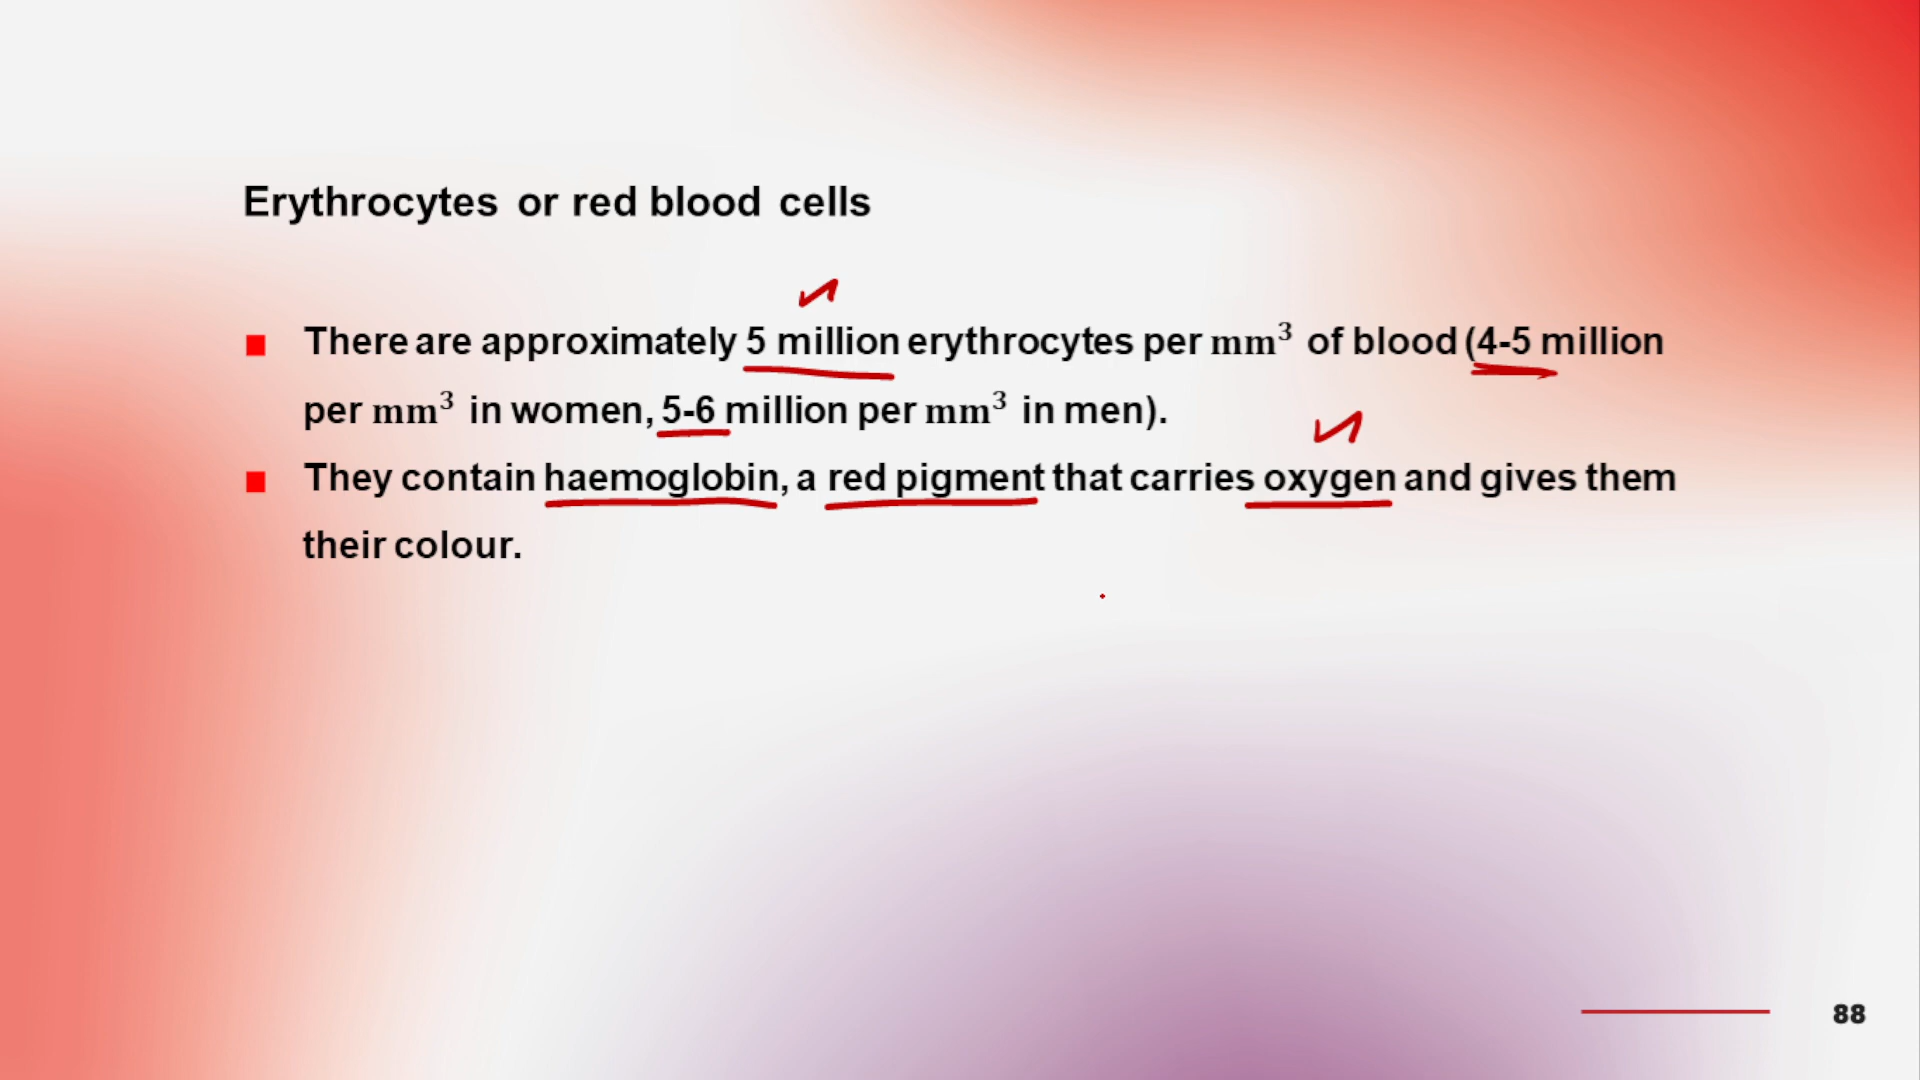 Erythrocytes or red blood cells
There are approximately 5 million erythrocytes per mm³ of blood (4-5 million
per mm³ in women, 5-6 million per mm³ in men).
They contain haemoglobin, a red pigment that carries oxygen and gives them
their colour.
88